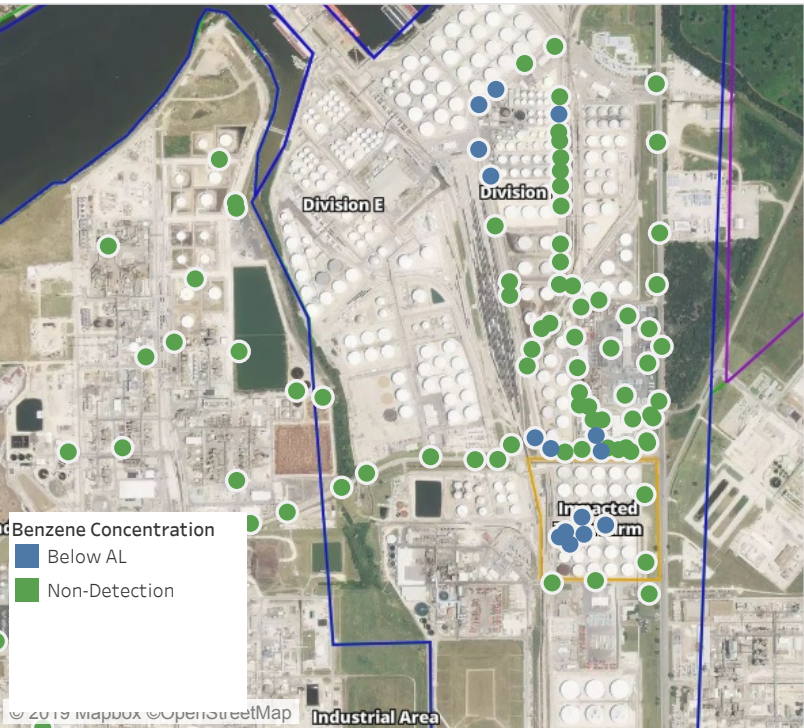 Division E
Division
Impacted
Benzene Concentration
Below AL
Non-Detection
© 2019 Mapbox ©OpenStreetMap
Industrial Area